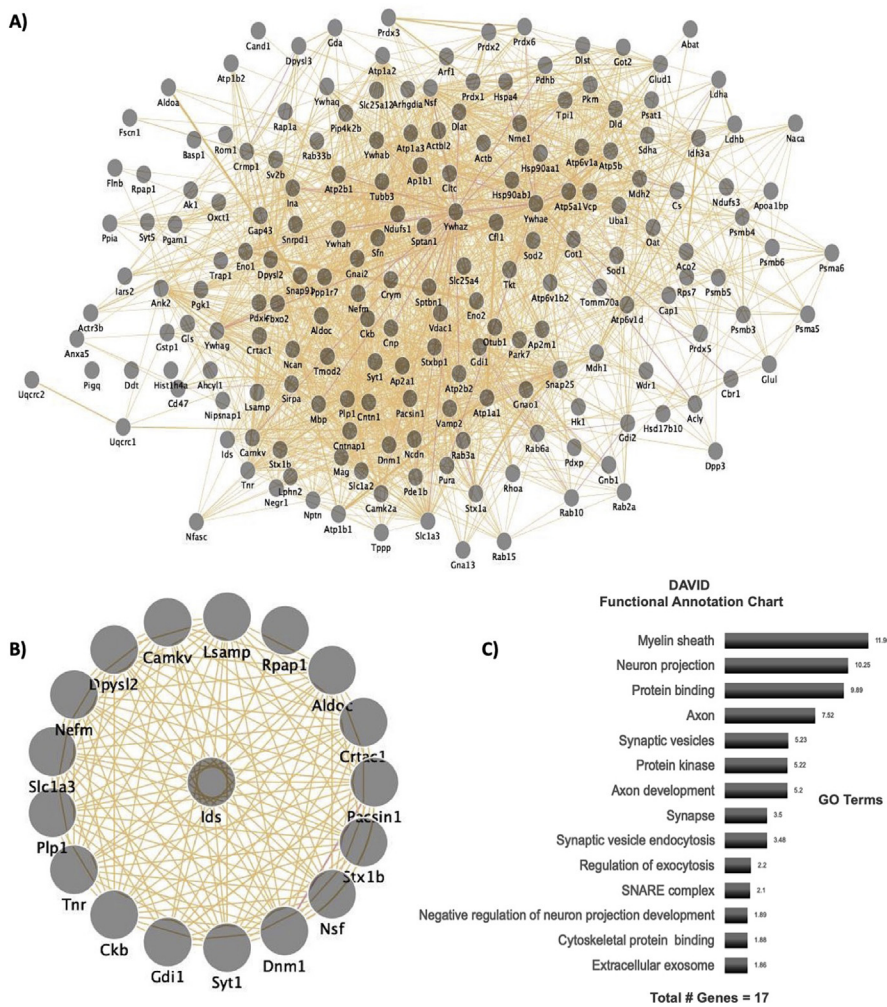 A)
Prdx3
Cand1
Gda
Prdx2
Prdx6
Abat
Dpysl3
Dlst
Got2
Atp1b2
Atp1a2
Arf1
Pdhb
Glud1
Aldoa
Ywhaq
Slc25a12
Arhgdia
Nsf
Prdx1
Hspa4
Pkm
Ldha
Fscn1
Rap1a
Pip4k2b
Tpi1
Dld
Psat1
Basp1
Rom1
Rab33b
Ywhab
Atp1a3
Actbl2
Dlat
Nme1
Ldhb
Naca
Crmp1
Actb
Sdha
Idh3a
Flnb
Rpap1
Sv2b
Ap1b1
Hsp90aa1
Atp6v1a
Atp5b
Atp2b1
Tubb3
Cltc
Mdh2
Ak1
Ina
Hsp90ab1
Atp5a1
Vcp
Cs
Ndufs3
Apoa1bp
Oxct1
Ndufs1
Ywhaz
Ywhae
Uba1
Ppia
Syt5
Pgam1
Gap43
Snrpd1
Ywhah
Sptan1
Cfl1
Oat
Psmb4
Sfn
Sod2
Got1
Sod1
Psmb6
Psma6
Trap1
Eno1
Dpysl2
Gnai2
Slc25a4
Tkt
Aco2
Iars2
Snap91
Ppp1r7
Crym
Atp6v1b2
Tomm70a
Rps7
Psmb5
Ank2
Pgk1
Nefm
Sptbn1
Eno2
Cap1
Actr3b
Pdxk
Fbxo2
Aldoc
Vdac1
Atp6v1d
Psmb3
Psma5
Gstp1
Gls
Ywhag
Ckb
Cnp
Otub1
Ap2m1
Prdx5
Anxa5
Crtac1
Stxbp1
Gdi1
Park7
Mdh1
Pigq
Ddt
Hist1h4a
Ahcyl1
Ncan
Tmod2
Syt1
Ap2a1
Atp2b2
Snap25
Wdr1
Cbr1
Glul
Uqcrc2
Cd47
Sirpa
Gnao1
Nipsnap1
Lsamp
Mbp
Plp1
Cntn1
Pacsin1
Atp1a1
Hk1
Acly
Vamp2
Hsd17b10
Uqcrc1
Ids
Camkv
Cntnap1
Gdi2
Stx1b
Dnm1
Ncdn
Rab3a
Rab6a
Pdxp
Dpp3
Tnr
Mag
Lphn2
Slc1a2
Pde1b
Pura
Rhoa
Gnb1
Negr1
Nptn
Camk2a
Stx1a
Rab10
Rab2a
Nfasc
Atp1b1
Slc1a3
Tppp
Gna13
Rab15
B)
Camkv
Lsamp
Rpap1
Dpysl2
Aldoc
Nefm
Crtac1
Slc1a3
Ids
Pacsin1
Plp1
Stx1b
Tnr
Nsf
Ckb
Gdi1
Syt1
Dnm1
C)
DAVID
Functional Annotation Chart
Myelin sheath 11.9
Neuron projection 10.25
Protein binding 9.89
Axon 7.52
Synaptic vesicles 5.23
Protein kinase 5.22
Axon development 5.2
GO Terms
Synapse 3.5
Synaptic vesicle endocytosis 3.48
Regulation of exocytosis 2.2
SNARE complex 2.1
Negative regulation of neuron projection development 1.89
Cytoskeletal protein binding 1.88
Extracellular exosome 1.86
Total # Genes = 17